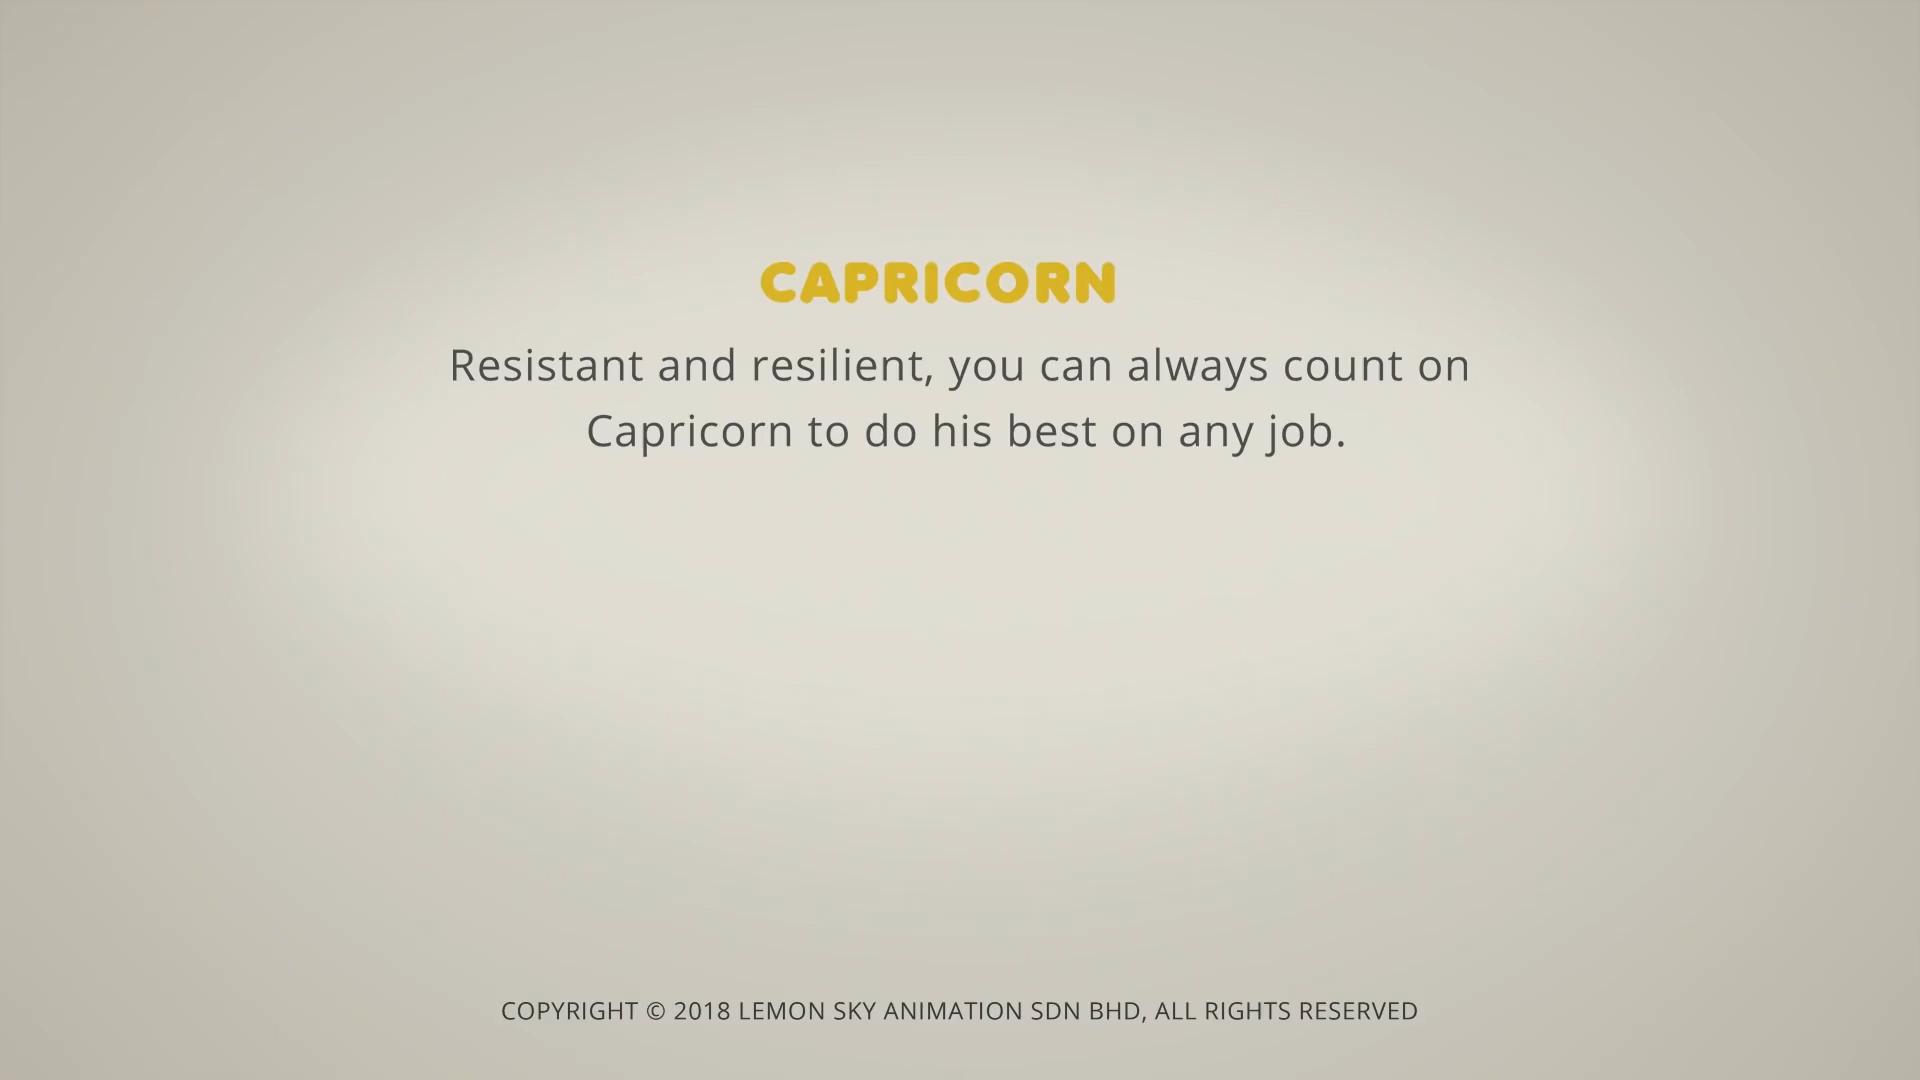 CAPRICORN
Resistant and resilient, you can always count on
Capricorn to do his best on any job.
COPYRIGHT © 2018 LEMON SKY ANIMATION SDN BHD, ALL RIGHTS RESERVED